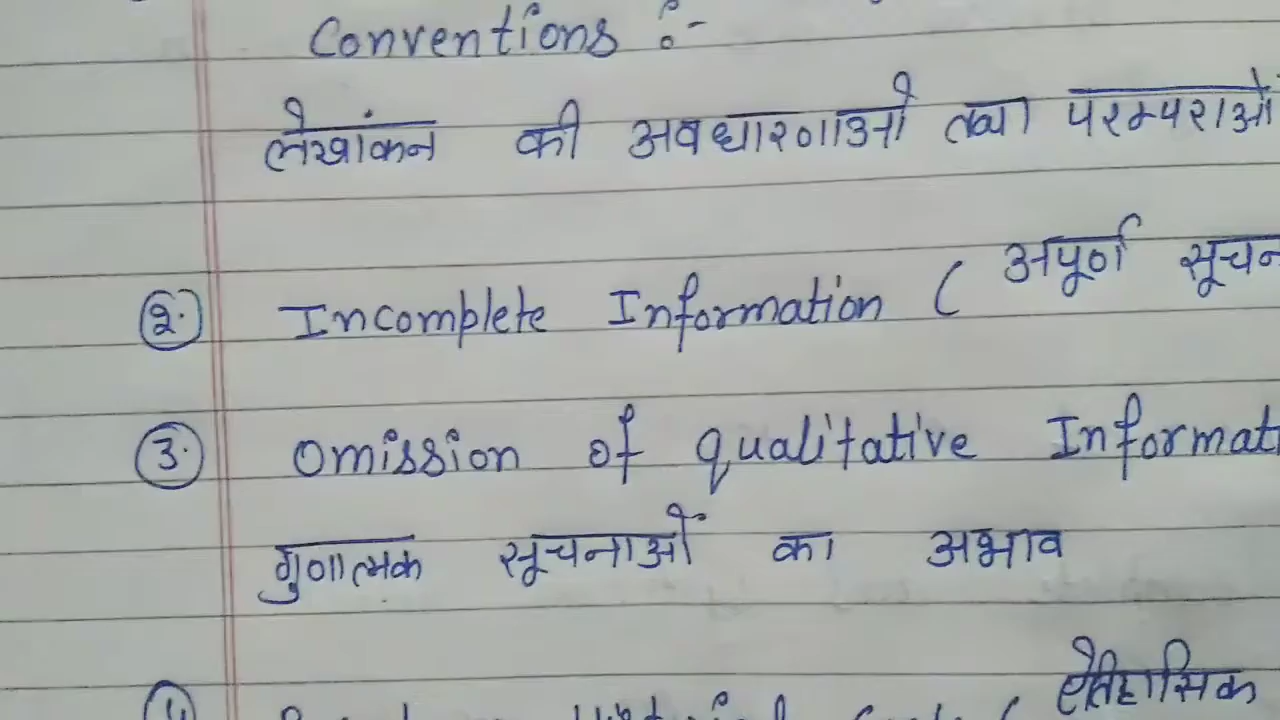 Conventions :-
लेखांकन की अवधारणाओ तथा परम्पराओ
2. Incomplete Information ( अपूर्ण सूचन
3. Omission of qualitative Informati
गुणात्मक सूचनाओं का अभाव
ऐतिहासिक